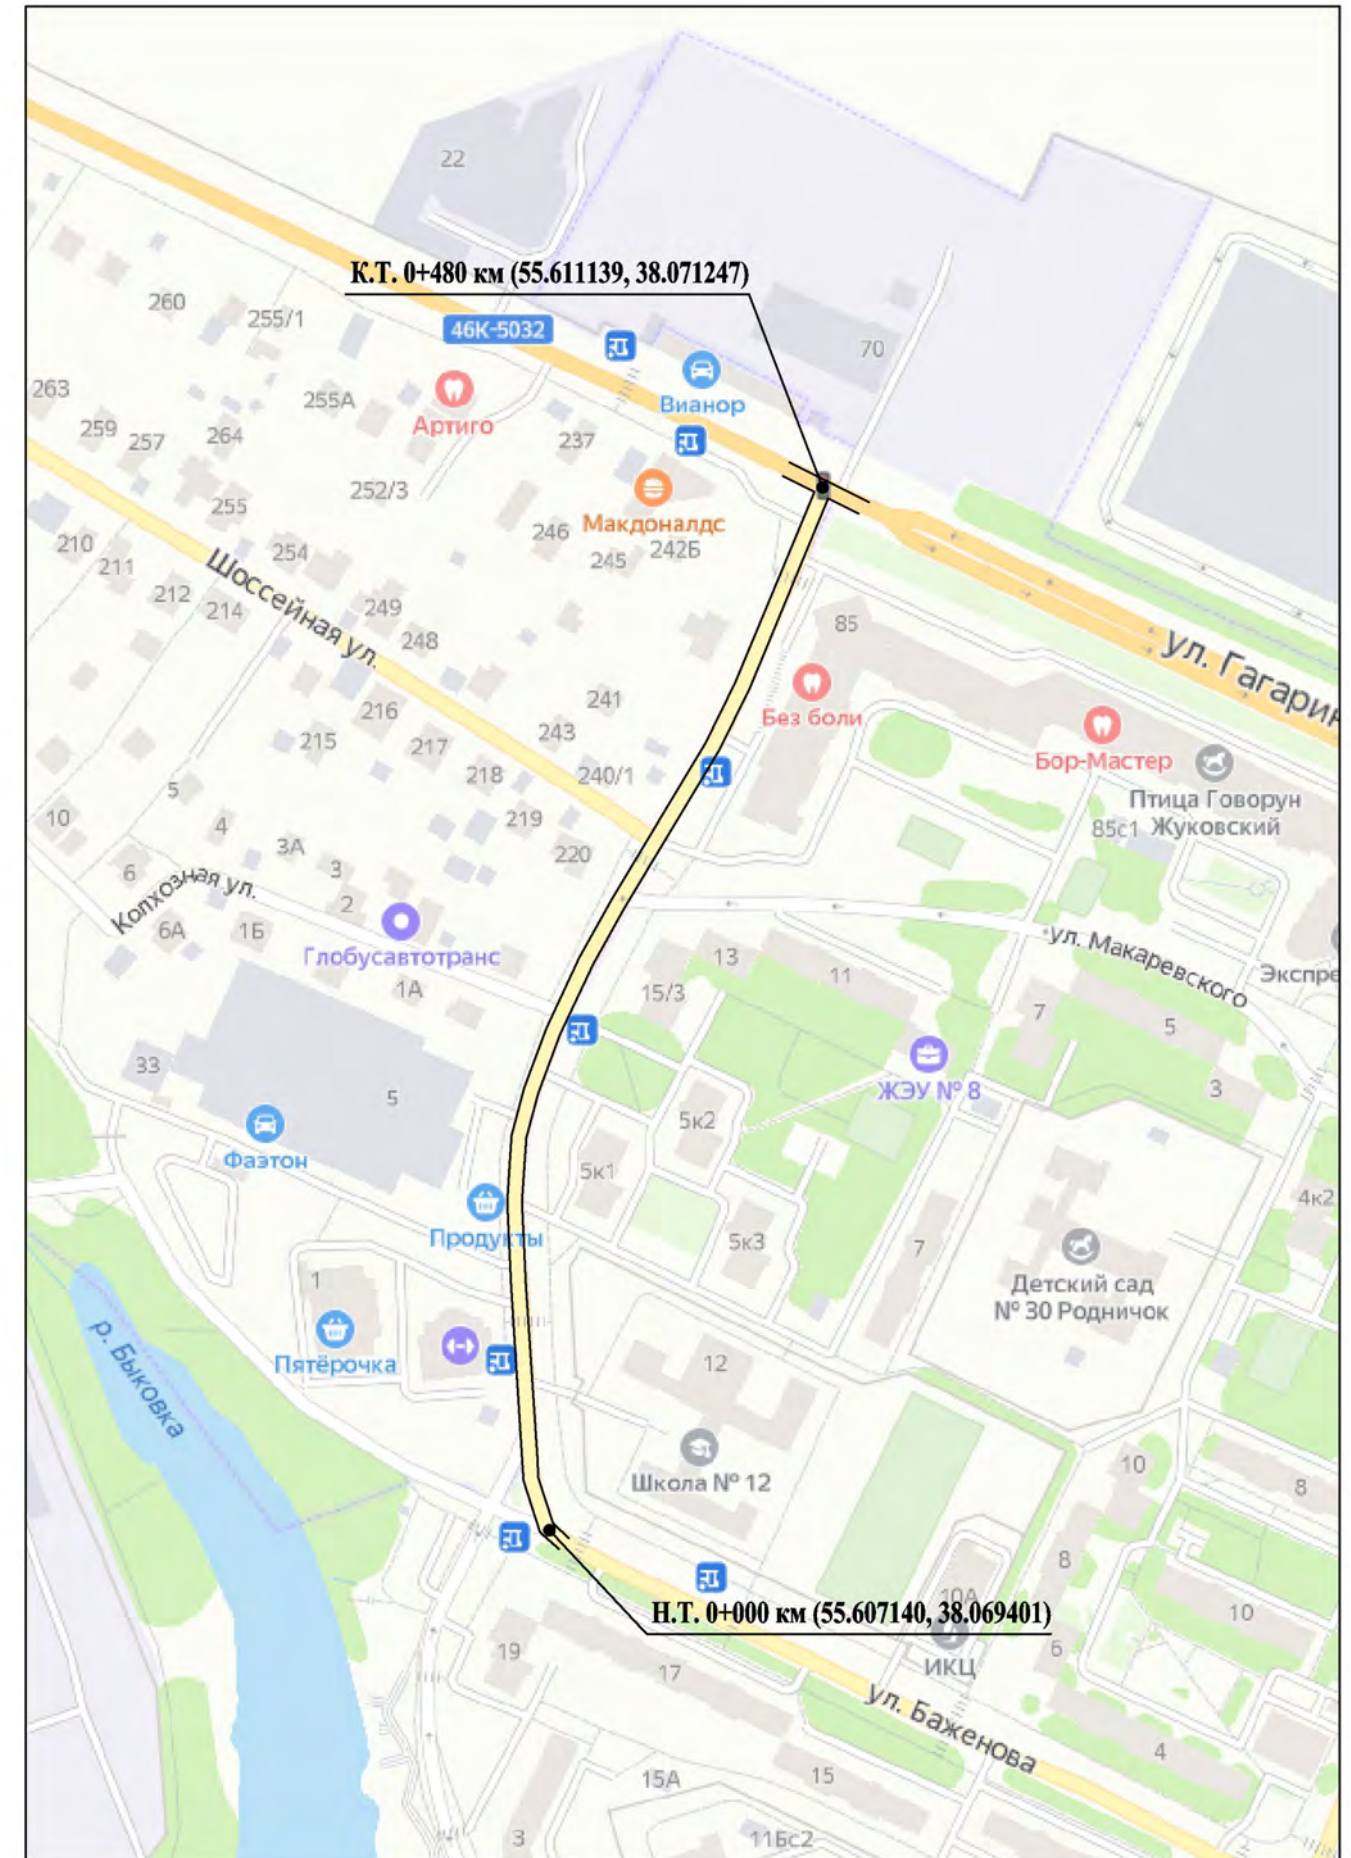 22
К.Т. 0+480 км (55.611139, 38.071247)
260
255/1
46К-5032
70
263
255А
Артиго
Вианор
259
257
264
237
252/3
255
Макдоналдс
246
245
242Б
210
211
254
212
214
Шоссейная ул.
249
248
85
ул. Гагарин
241
216
Без боли
243
215
217
Бор-Мастер
218
240/1
Птица Говорун
Жуковский
5
10
4
219
85с1
3А
220
3
6
Колхозная ул.
2
6А
1Б
Глобусавтотранс
13
11
ул. Макаревского
Экспре
1А
15/3
7
5
33
5
ЖЭУ № 8
3
5к2
Фаэтон
5к1
4к2
Продукты
5к3
7
1
Детский сад
№ 30 Родничок
р. Быковка
Пятёрочка
12
Школа № 12
10
8
8
10А
Н.Т. 0+000 км (55.607140, 38.069401)
10
19
17
6
ИКЦ
ул. Баженова
4
15А
15
3
11Бс2